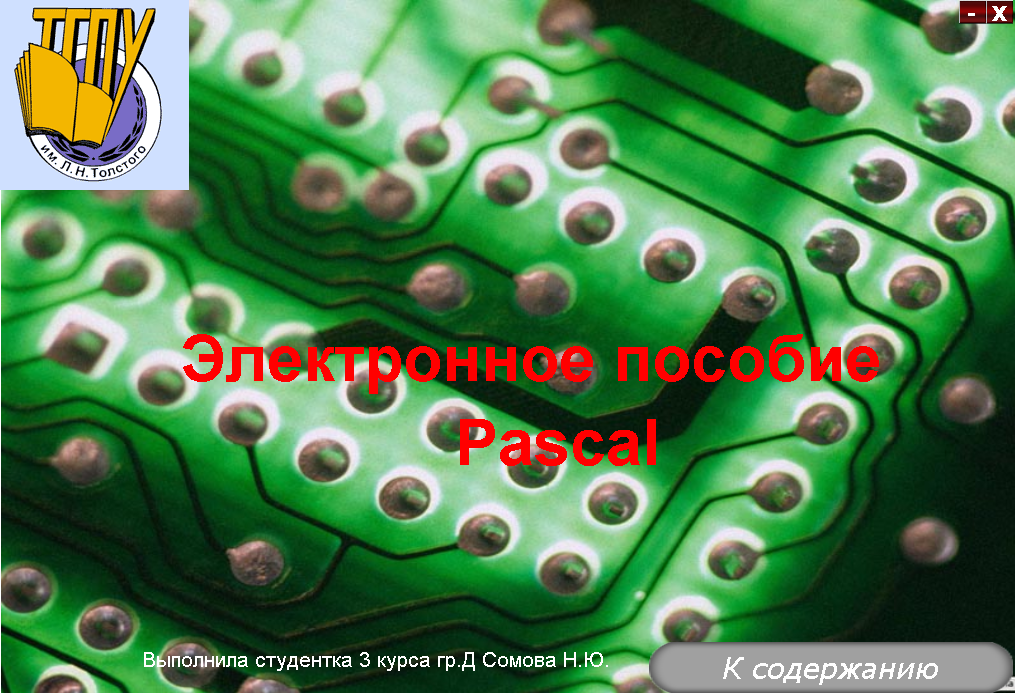 ТГПУ
им. Л. Н. Толстого
- X
Электронное пособие
Pascal
Выполнила студентка 3 курса гр.Д Сомова Н.Ю.
К содержанию